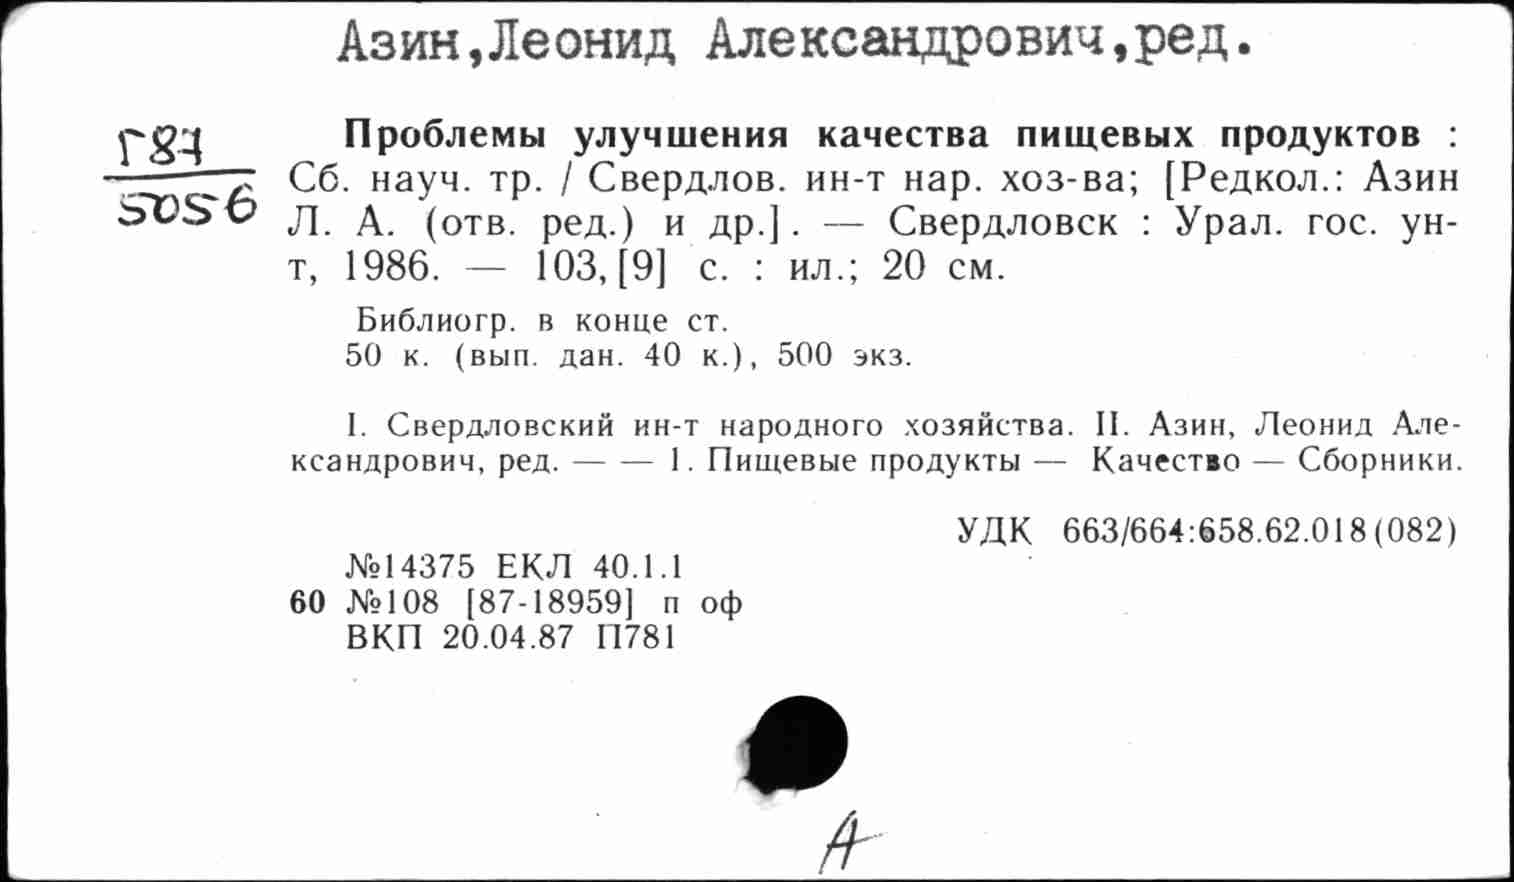 Азин,Леонид Александрович,ред.
Г87
5056
Проблемы улучшения качества пищевых продуктов :
Сб. науч. тр. / Свердлов. ин-т нар. хоз-ва; [Редкол.: Азин
Л. А. (отв. ред.) и др.]. — Свердловск : Урал. гос. ун-
т, 1986. — 103,[9] с. : ил.; 20 см.
Библиогр. в конце ст.
50 к. (вып. дан. 40 к.), 500 экз.
I. Свердловский ин-т народного хозяйства. II. Азин, Леонид Але-
ксандрович, ред. — — 1. Пищевые продукты — Качество — Сборники.
УДК 663/664:658.62.018(082)
№14375 ЕКЛ 40.1.1
60 №108 [87-18959] п оф
ВКП 20.04.87 П781
А